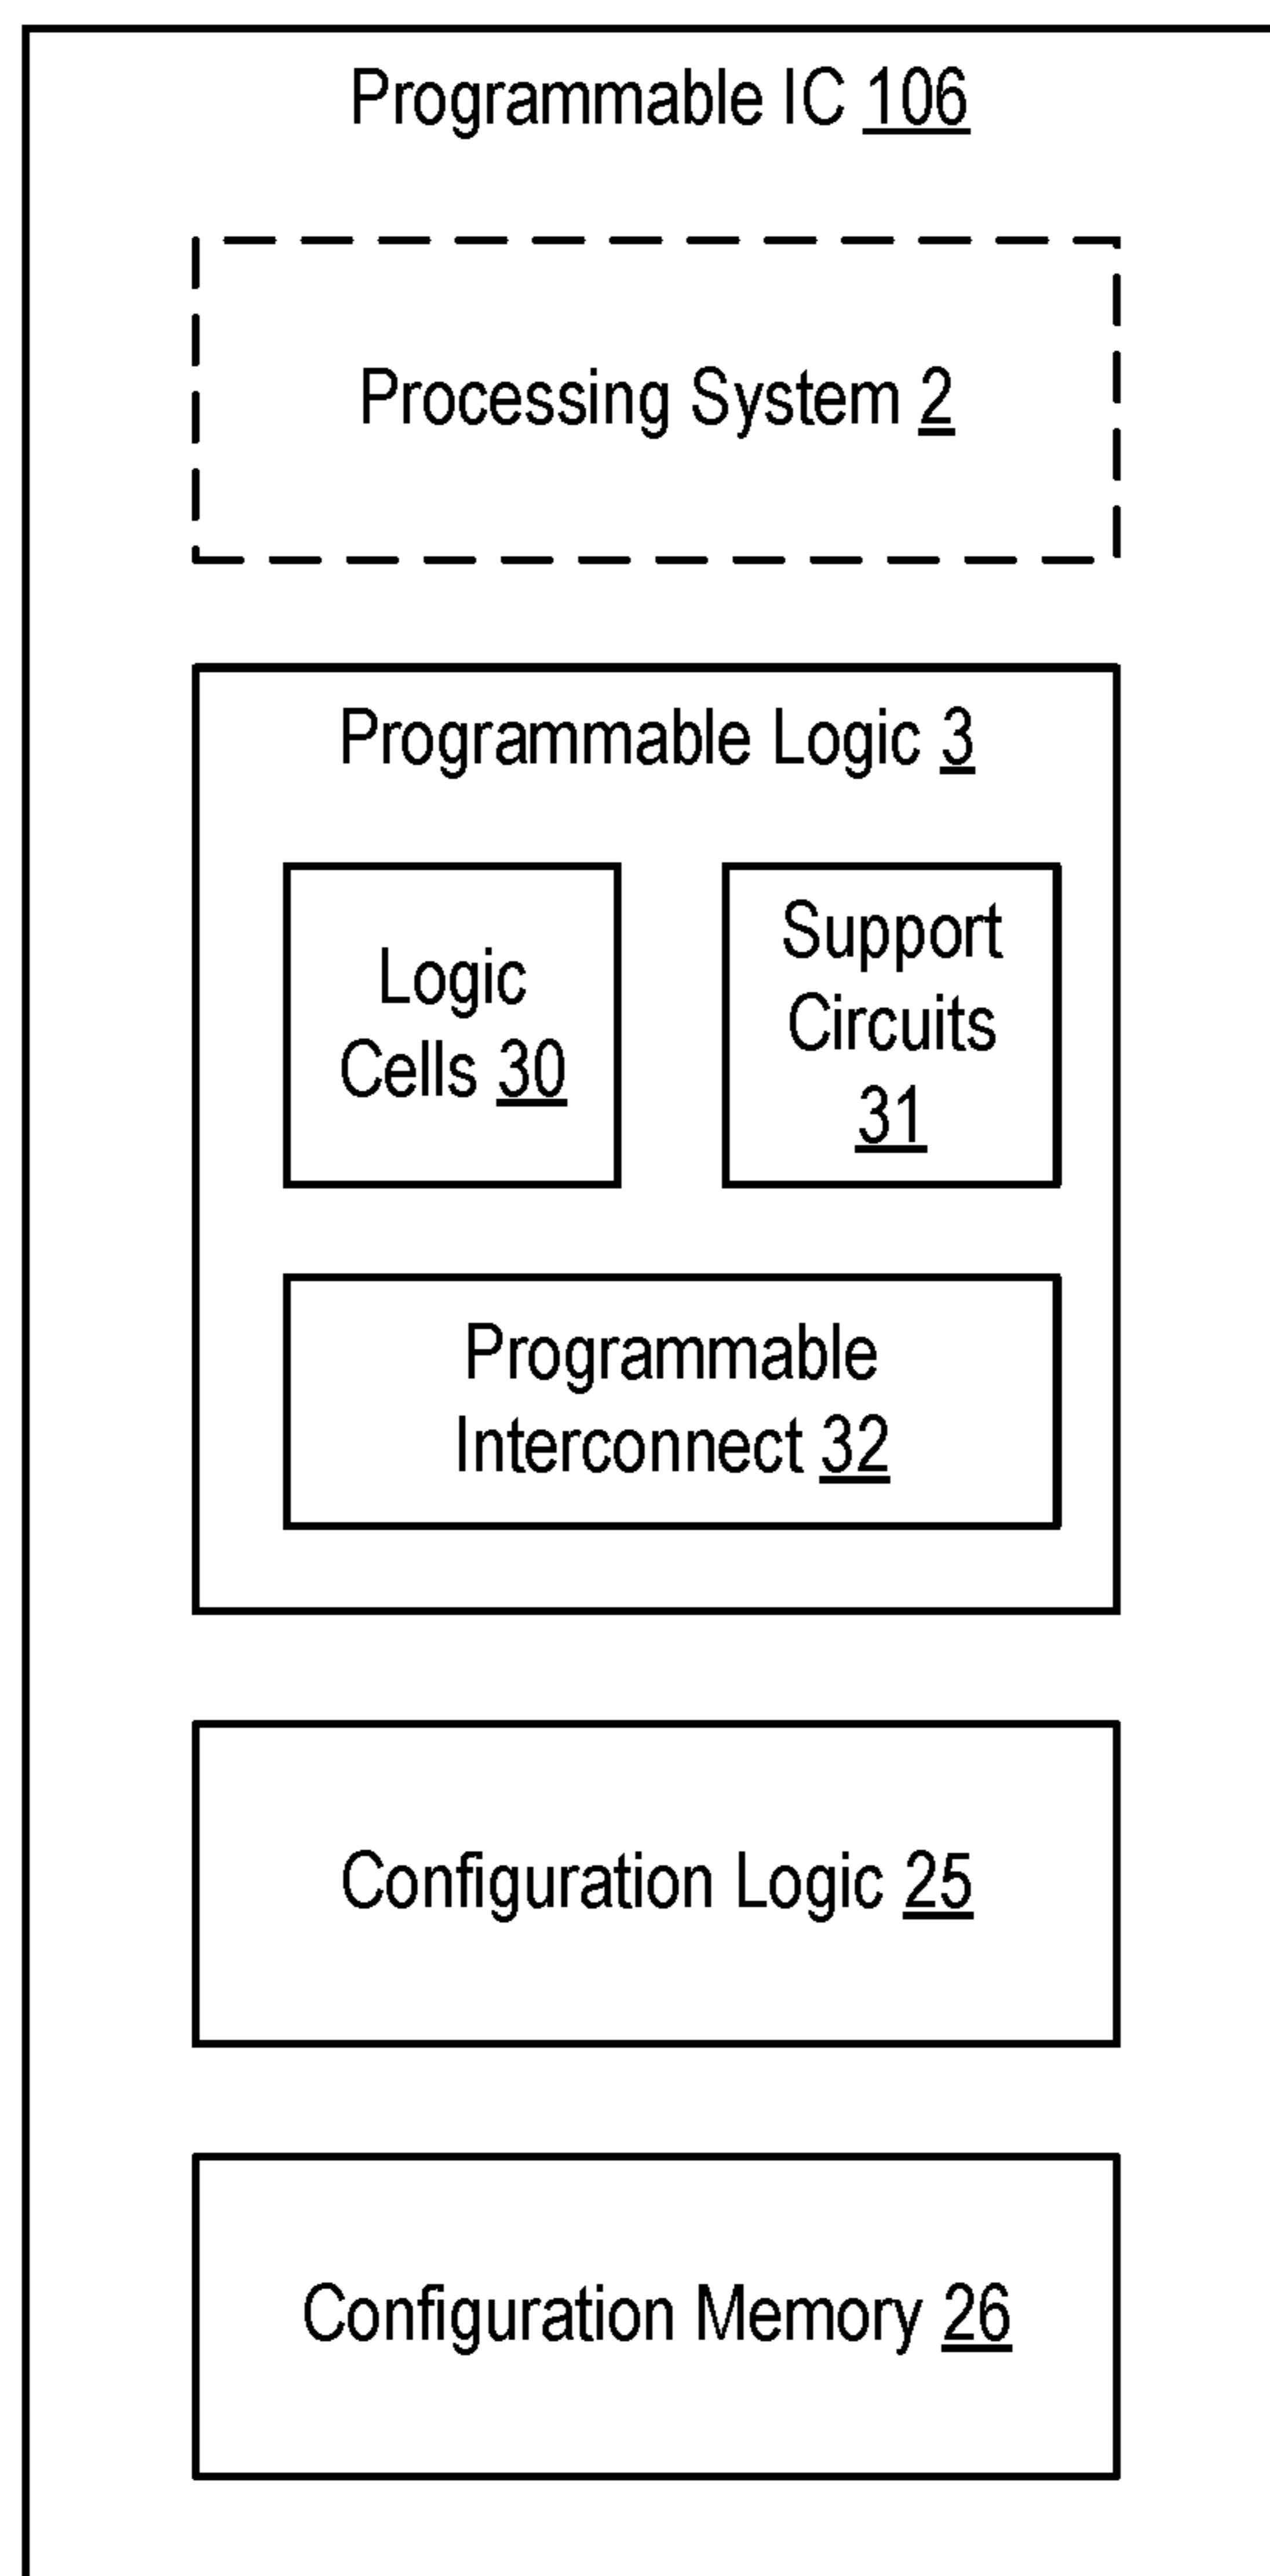 Programmable IC 106
Processing System 2
Programmable Logic 3
Logic
Cells 30
Support
Circuits
31
Programmable
Interconnect 32
Configuration Logic 25
Configuration Memory 26